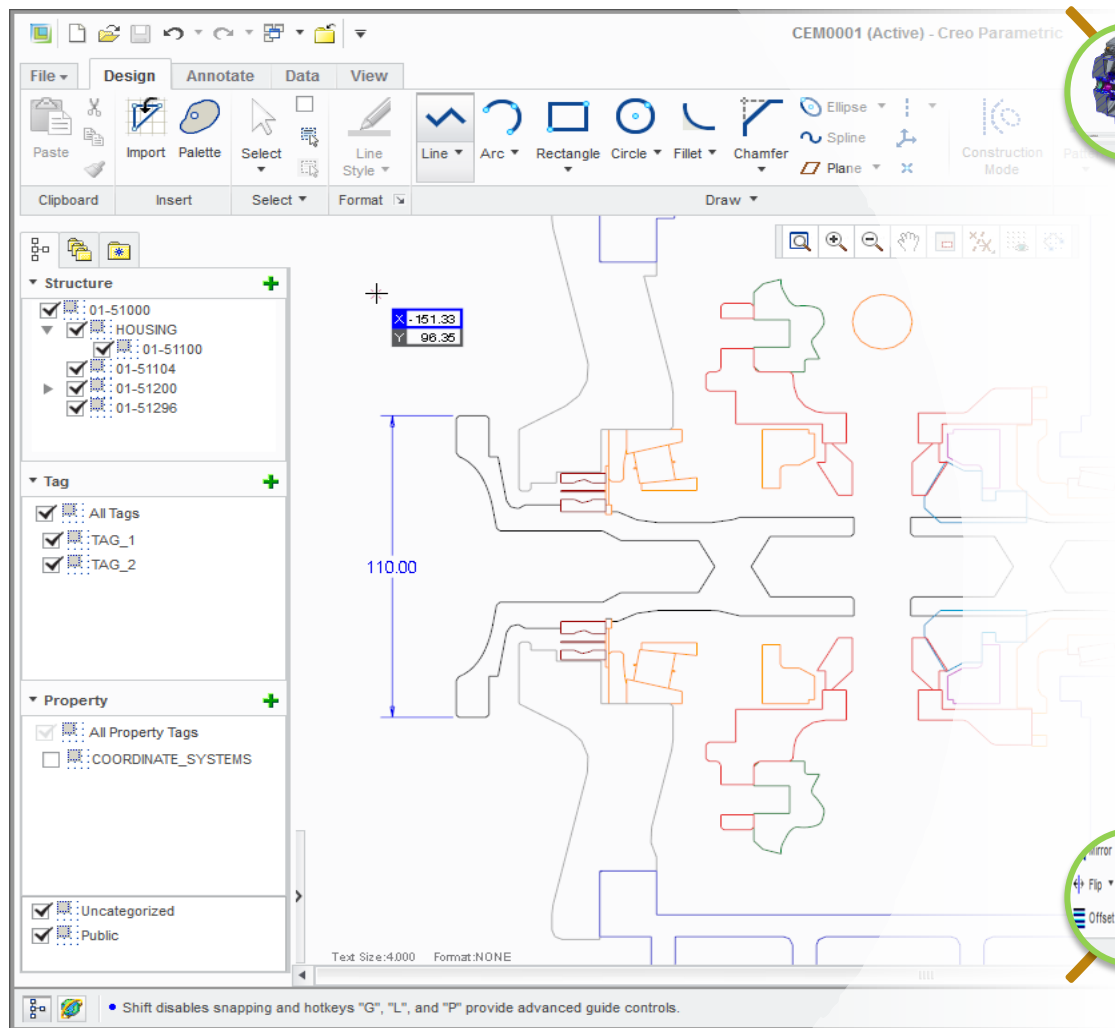 CEM0001 (Active) - Creo Parametric
File Design Annotate Data View
Paste Import Palette Select Line Style Line Arc Rectangle Circle Fillet Chamfer Ellipse Spline Plane Construction Mode
Clipboard Insert Select Format Draw
Structure
01-51000
HOUSING
01-51100
01-51104
01-51200
01-51296
X -151.33
Y 96.35
Tag
All Tags
TAG_1
TAG_2
110.00
Property
All Property Tags
COORDINATE_SYSTEMS
Mirror
Flip
Offset
Uncategorized
Public
Text Size:4.000 Format:NONE
• Shift disables snapping and hotkeys "G", "L", and "P" provide advanced guide controls.